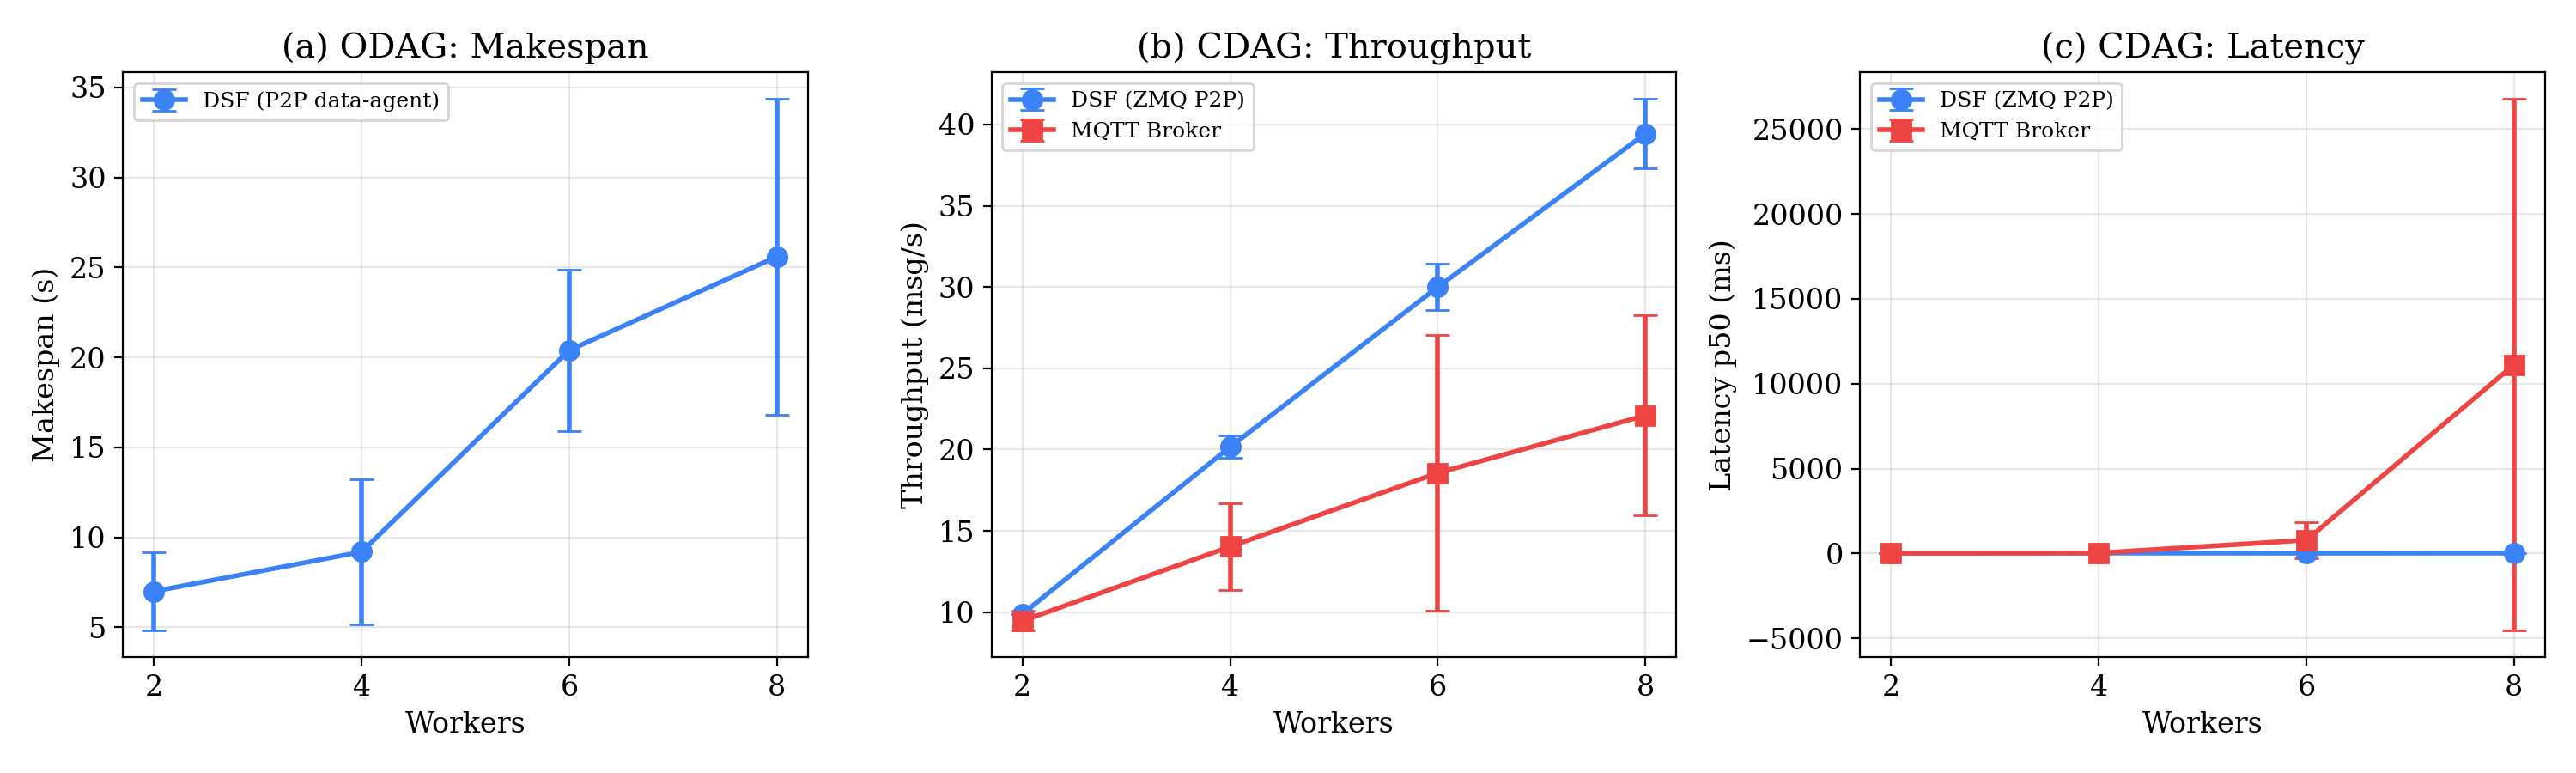 (a) ODAG: Makespan
DSF (P2P data-agent)
Makespan (s)
35
30
25
20
15
10
5
2 4 6 8
Workers
(b) CDAG: Throughput
DSF (ZMQ P2P)
MQTT Broker
Throughput (msg/s)
40
35
30
25
20
15
10
2 4 6 8
Workers
(c) CDAG: Latency
DSF (ZMQ P2P)
MQTT Broker
Latency p50 (ms)
25000
20000
15000
10000
5000
0
−5000
2 4 6 8
Workers